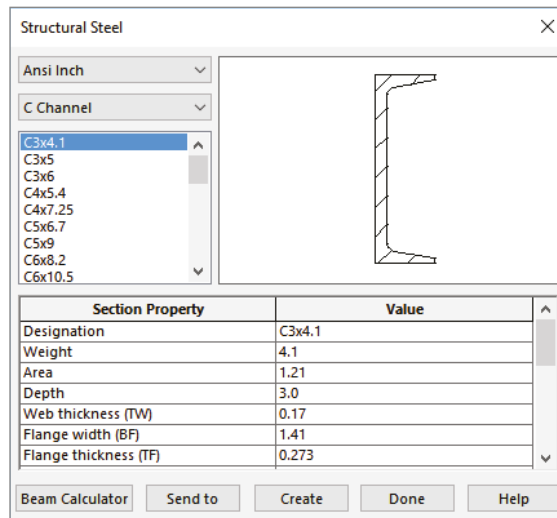 Structural Steel
Ansi Inch
C Channel
C3x4.1
C3x5
C3x6
C4x5.4
C4x7.25
C5x6.7
C5x9
C6x8.2
C6x10.5
Section Property Value
Designation C3x4.1
Weight 4.1
Area 1.21
Depth 3.0
Web thickness (TW) 0.17
Flange width (BF) 1.41
Flange thickness (TF) 0.273
Beam Calculator Send to Create Done Help